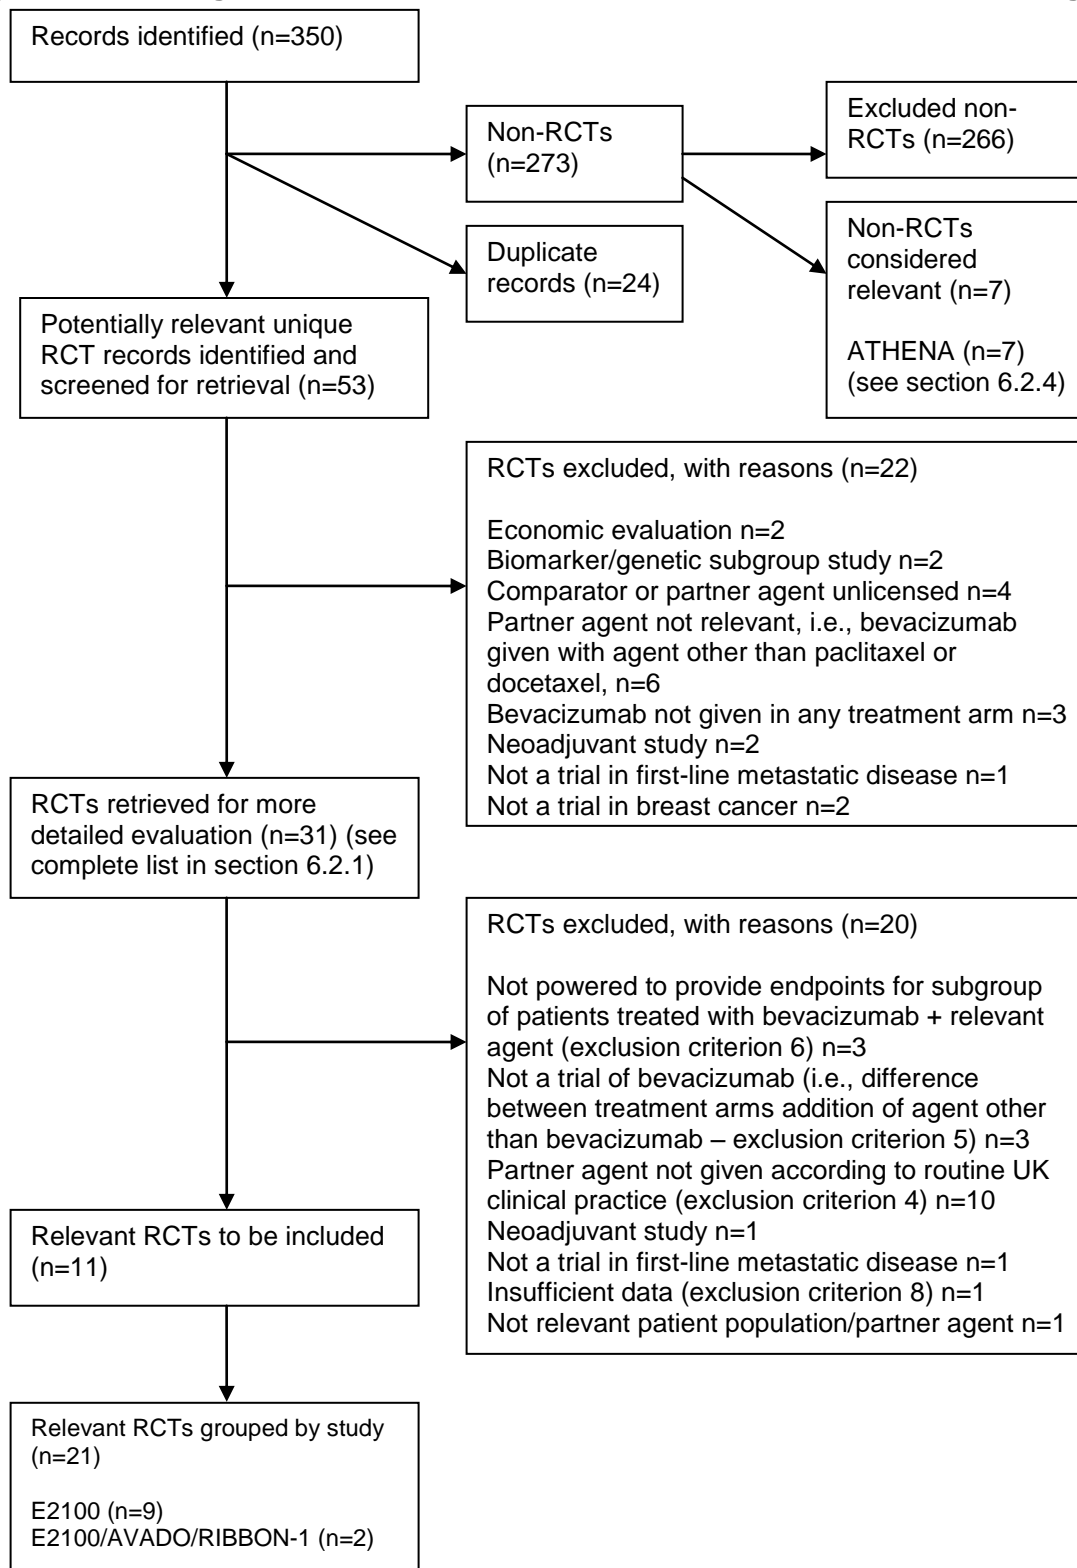 Records identified (n=350)
Non-RCTs
(n=273)
Excluded non-
RCTs (n=266)
Duplicate
records (n=24)
Non-RCTs
considered
relevant (n=7)
ATHENA (n=7)
(see section 6.2.4)
Potentially relevant unique
RCT records identified and
screened for retrieval (n=53)
RCTs excluded, with reasons (n=22)
Economic evaluation n=2
Biomarker/genetic subgroup study n=2
Comparator or partner agent unlicensed n=4
Partner agent not relevant, i.e., bevacizumab
given with agent other than paclitaxel or
docetaxel, n=6
Bevacizumab not given in any treatment arm n=3
Neoadjuvant study n=2
Not a trial in first-line metastatic disease n=1
Not a trial in breast cancer n=2
RCTs retrieved for more
detailed evaluation (n=31) (see
complete list in section 6.2.1)
RCTs excluded, with reasons (n=20)
Not powered to provide endpoints for subgroup
of patients treated with bevacizumab + relevant
agent (exclusion criterion 6) n=3
Not a trial of bevacizumab (i.e., difference
between treatment arms addition of agent other
than bevacizumab – exclusion criterion 5) n=3
Partner agent not given according to routine UK
clinical practice (exclusion criterion 4) n=10
Neoadjuvant study n=1
Not a trial in first-line metastatic disease n=1
Insufficient data (exclusion criterion 8) n=1
Not relevant patient population/partner agent n=1
Relevant RCTs to be included
(n=11)
Relevant RCTs grouped by study
(n=21)
E2100 (n=9)
E2100/AVADO/RIBBON-1 (n=2)